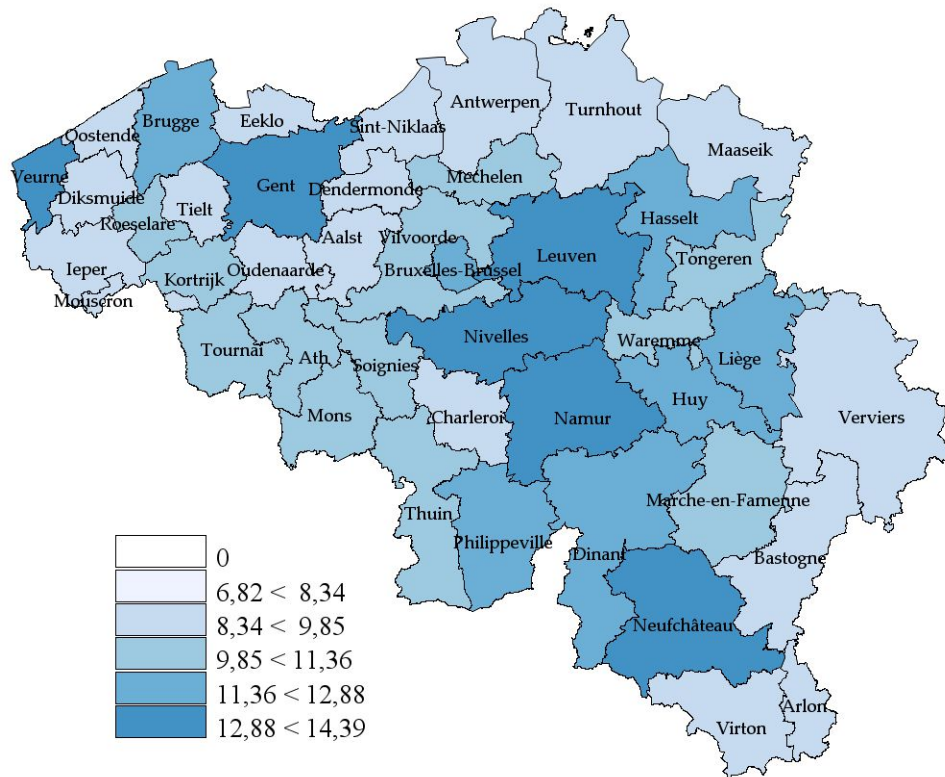 Antwerpen
Turnhout
Oostende
Brugge
Eeklo
Sint-Niklaas
Maaseik
Veurne
Gent
Dendermonde
Mechelen
Diksmuide
Tielt
Hasselt
Roeselare
Aalst
Vilvoorde
Leuven
Tongeren
Ieper
Kortrijk
Oudenaarde
Bruxelles-Brussel
Mouscron
Nivelles
Waremme
Tournai
Ath
Soignies
Liège
Mons
Charleroi
Namur
Huy
Verviers
Marche-en-Famenne
Thuin
Philippeville
Dinant
Bastogne
Neufchâteau
Arlon
Virton
0
6,82 < 8,34
8,34 < 9,85
9,85 < 11,36
11,36 < 12,88
12,88 < 14,39